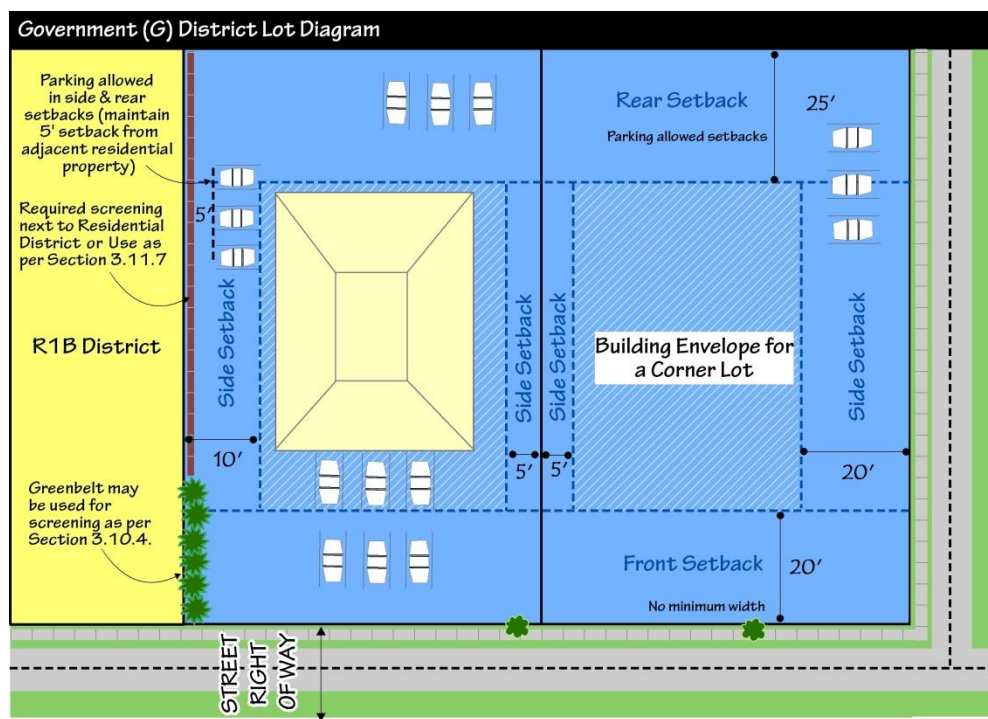 Government (G) District Lot Diagram
Parking allowed
in side & rear
setbacks (maintain
5' setback from
adjacent residential
property)
5'
Required screening
next to Residential
District or Use as
per Section 3.11.7
R1B District
Greenbelt may
be used for
screening as per
Section 3.10.4.
Side Setback
10'
Side Setback
5'
Side Setback
5'
Rear Setback
Parking allowed setbacks
25'
Building Envelope for
a Corner Lot
Side Setback
20'
Front Setback
20'
No minimum width
STREET
RIGHT
OF WAY